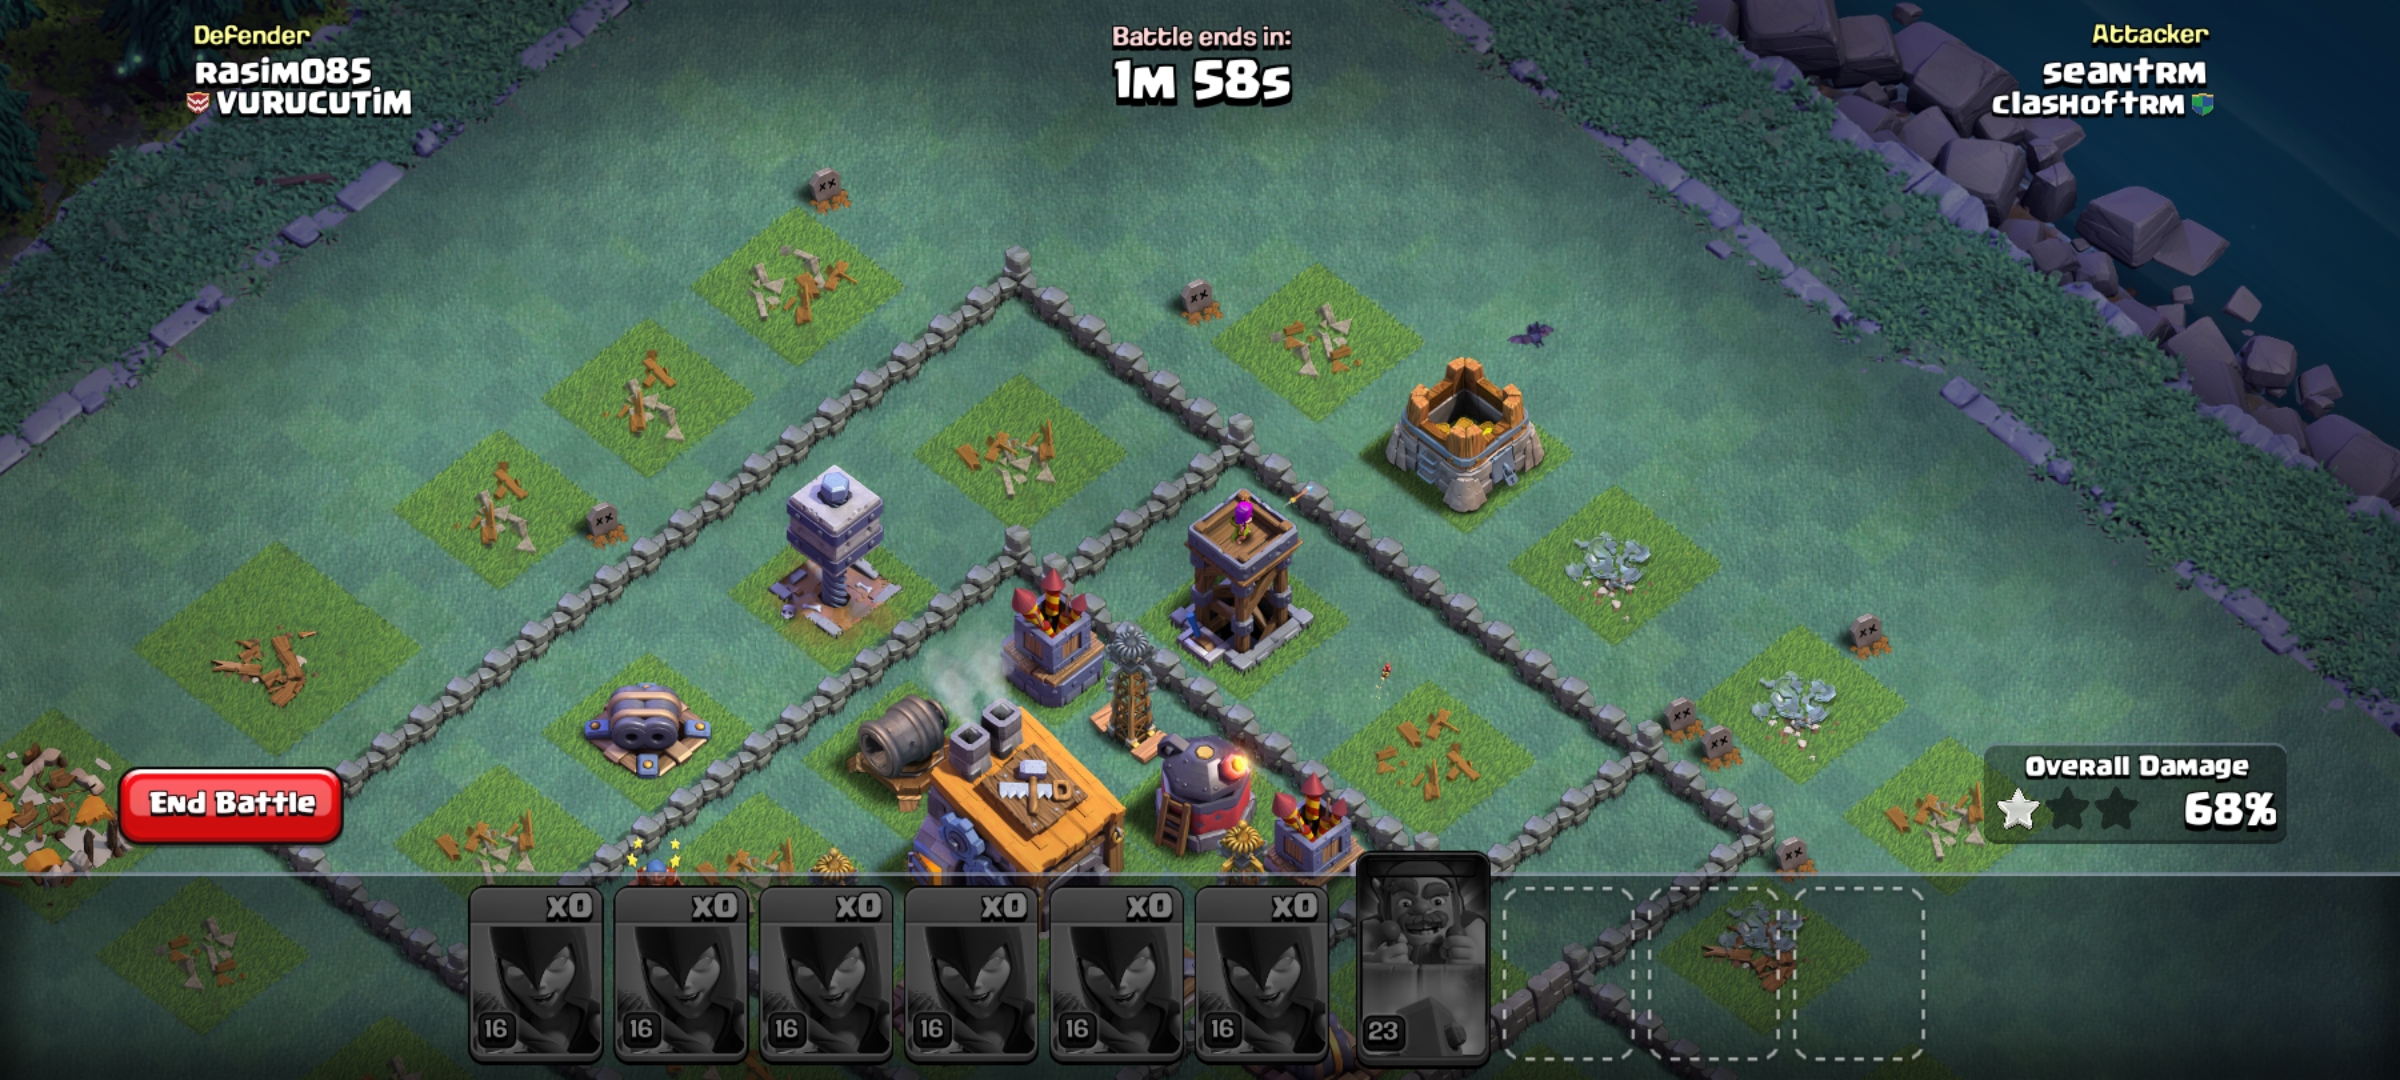 Defender
RasiM085
VURUCUTiM
Battle ends in:
1M 58s
Attacker
seantRM
clashoftRM
End Battle
Overall Damage
68%
x0 x0 x0 x0 x0 x0
16 16 16 16 16 16 23